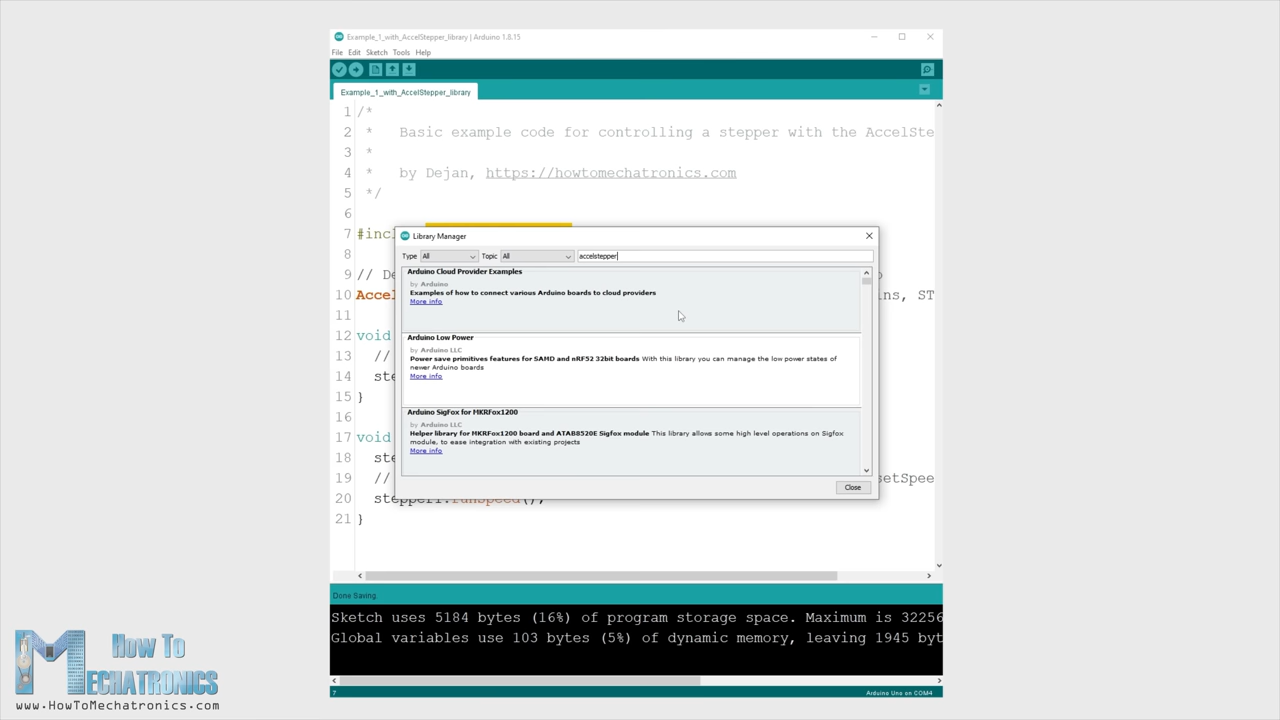 Example_1_with_AccelStepper_library | Arduino 1.8.15
File Edit Sketch Tools Help
Example_1_with_AccelStepper_library
1 /*
2 * Basic example code for controlling a stepper with the AccelSte
3 *
4 * by Dejan, https://howtomechatronics.com
5 */
6
7 #incl
Library Manager
8
Type All Topic All accelstepper
9 // De
10 Accel ins, ST
11
12 void
13 //
14 ste
15 }
16
17 void
18 ste
19 // setSpee
20 stepper1.runSpeed();
21 }
Arduino Cloud Provider Examples
by Arduino
Examples of how to connect various Arduino boards to cloud providers
More info
Arduino Low Power
by Arduino LLC
Power save primitives features for SAMD and nRF52 32bit boards With this library you can manage the low power states of
newer Arduino boards
More info
Arduino SigFox for MKRFox1200
by Arduino LLC
Helper library for MKRFox1200 board and ATAB8520E Sigfox module This library allows some high level operations on Sigfox
module, to ease integration with existing projects
More info
Close
Done Saving.
Sketch uses 5184 bytes (16%) of program storage space. Maximum is 32256
Global variables use 103 bytes (5%) of dynamic memory, leaving 1945 byt
7 Arduino Uno on COM4
How To
MECHATRONICS
www.HowToMechatronics.com